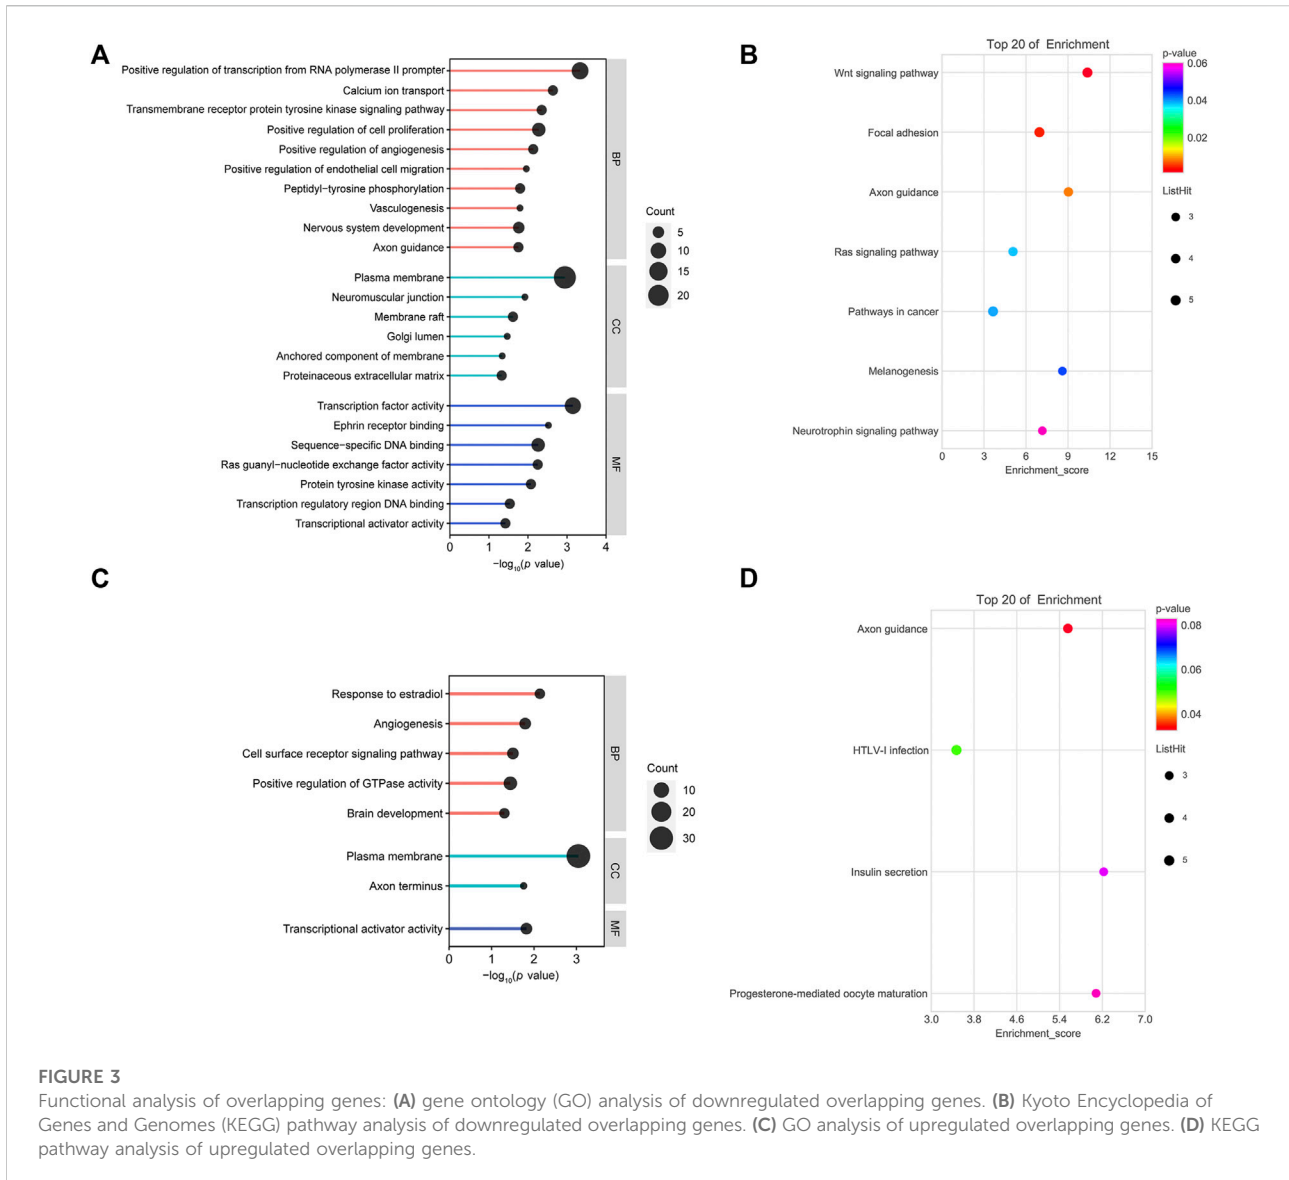 A
Positive regulation of transcription from RNA polymerase II prompter
Calcium ion transport
Transmembrane receptor protein tyrosine kinase signaling pathway
Positive regulation of cell proliferation
Positive regulation of angiogenesis
Positive regulation of endothelial cell migration
Peptidyl−tyrosine phosphorylation
Vasculogenesis
Nervous system development
Axon guidance
Plasma membrane
Neuromuscular junction
Membrane raft
Golgi lumen
Anchored component of membrane
Proteinaceous extracellular matrix
Transcription factor activity
Ephrin receptor binding
Sequence−specific DNA binding
Ras guanyl−nucleotide exchange factor activity
Protein tyrosine kinase activity
Transcription regulatory region DNA binding
Transcriptional activator activity
BP
CC
MF
0 1 2 3 4
−log10(p value)
Count
5
10
15
20
B
Top 20 of Enrichment
Wnt signaling pathway
Focal adhesion
Axon guidance
Ras signaling pathway
Pathways in cancer
Melanogenesis
Neurotrophin signaling pathway
0 3 6 9 12 15
Enrichment_score
p-value
0.06
0.04
0.02
ListHit
3
4
5
C
Response to estradiol
Angiogenesis
Cell surface receptor signaling pathway
Positive regulation of GTPase activity
Brain development
Plasma membrane
Axon terminus
Transcriptional activator activity
BP
CC
MF
0 1 2 3
−log10(p value)
Count
10
20
30
D
Top 20 of Enrichment
Axon guidance
HTLV-I infection
Insulin secretion
Progesterone-mediated oocyte maturation
3.0 3.8 4.6 5.4 6.2 7.0
Enrichment_score
p-value
0.08
0.06
0.04
ListHit
3
4
5
FIGURE 3
Functional analysis of overlapping genes: (A) gene ontology (GO) analysis of downregulated overlapping genes. (B) Kyoto Encyclopedia of
Genes and Genomes (KEGG) pathway analysis of downregulated overlapping genes. (C) GO analysis of upregulated overlapping genes. (D) KEGG
pathway analysis of upregulated overlapping genes.